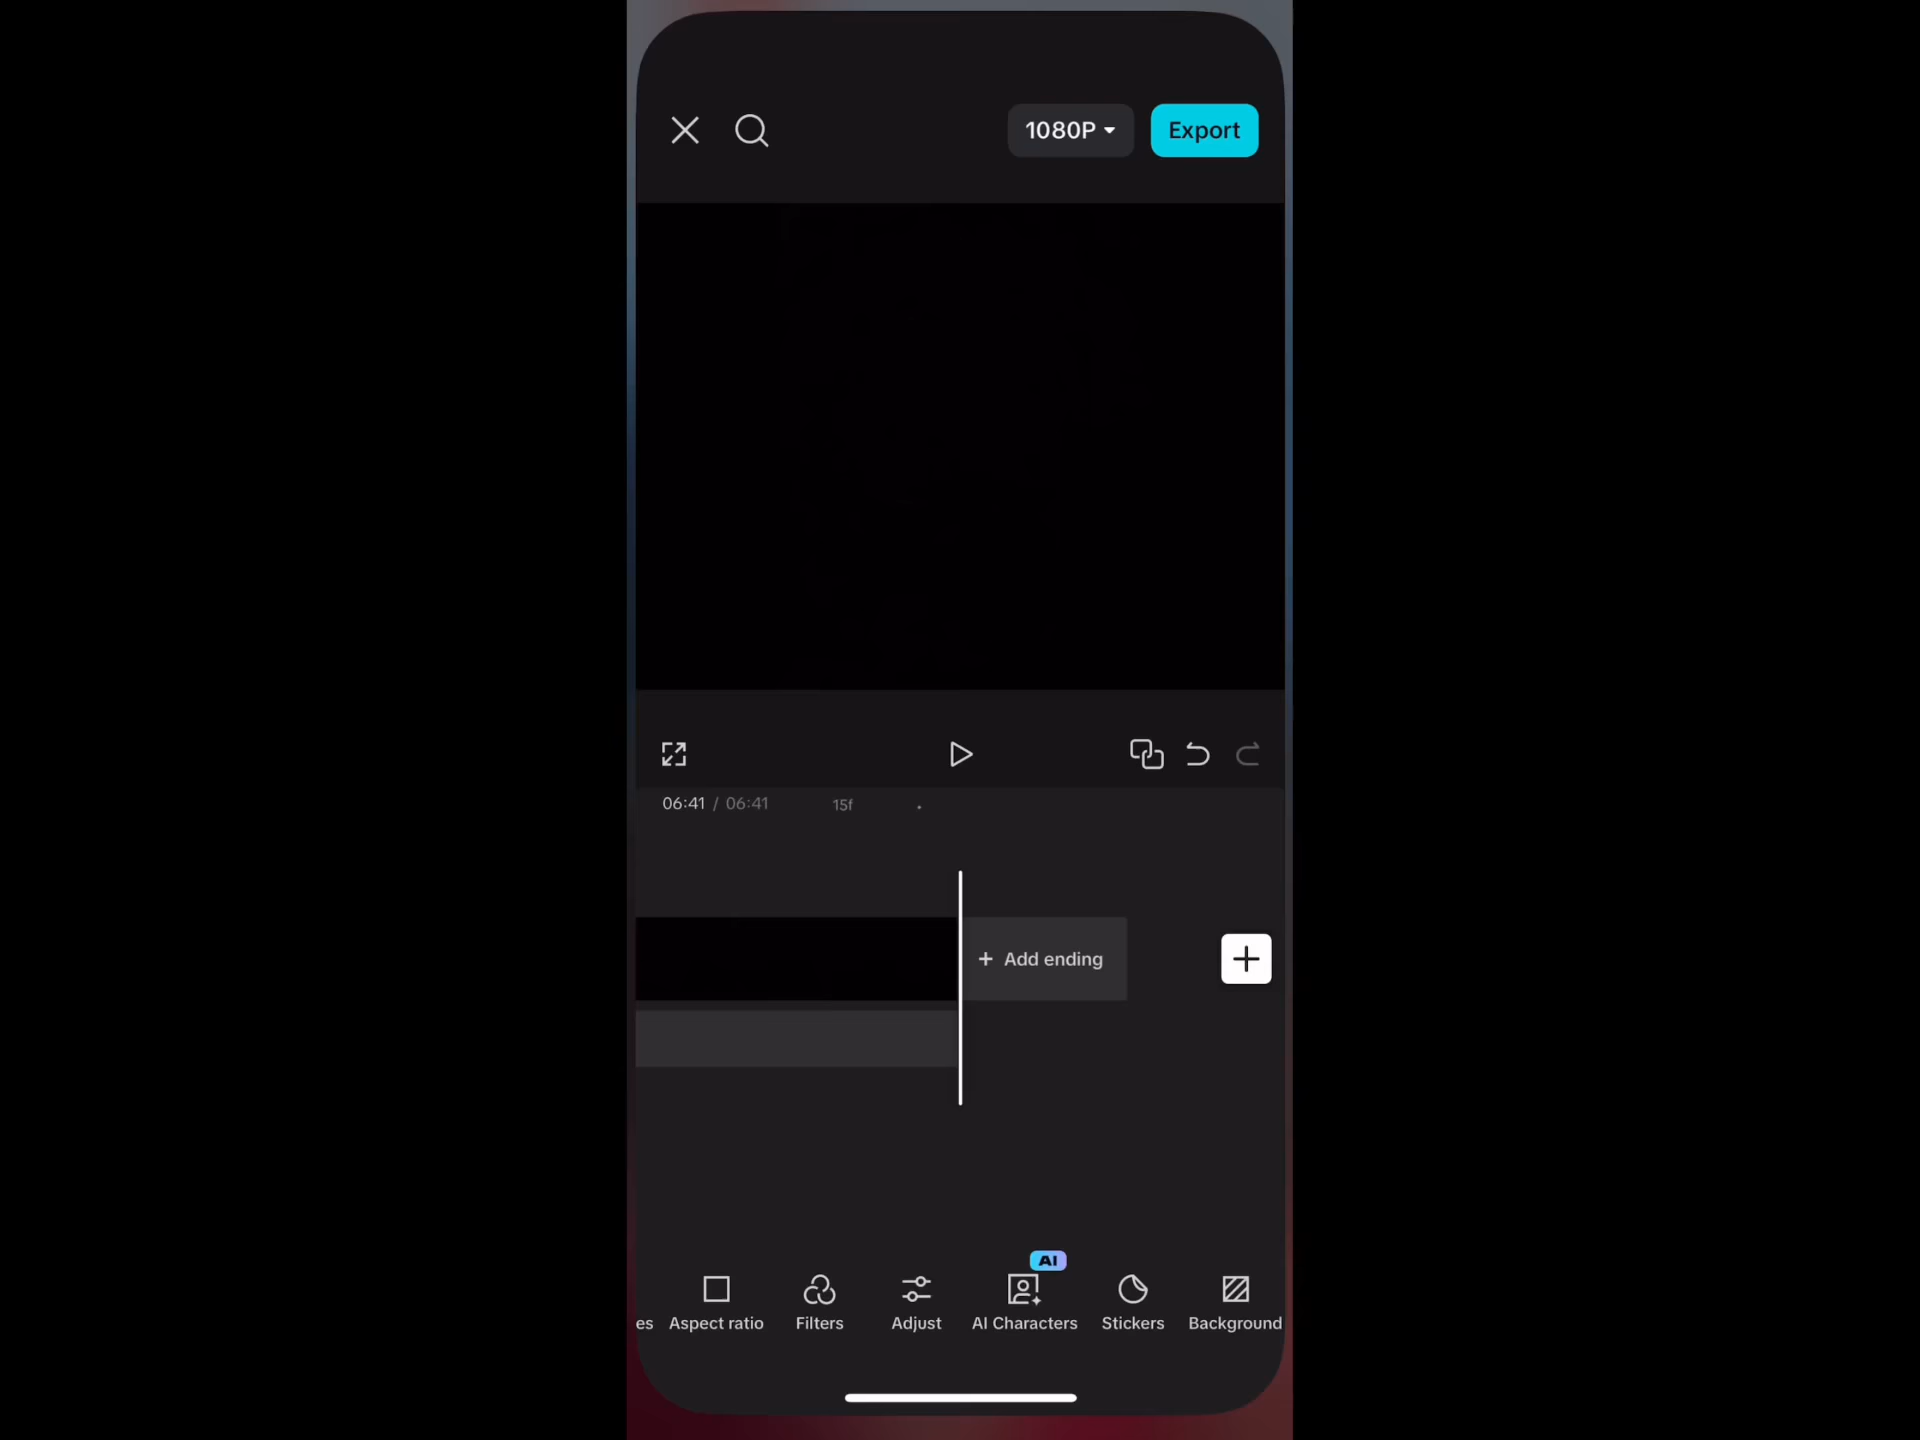 1080P
Export
06:41 / 06:41
15f
+ Add ending
AI
es
Aspect ratio
Filters
Adjust
AI Characters
Stickers
Background